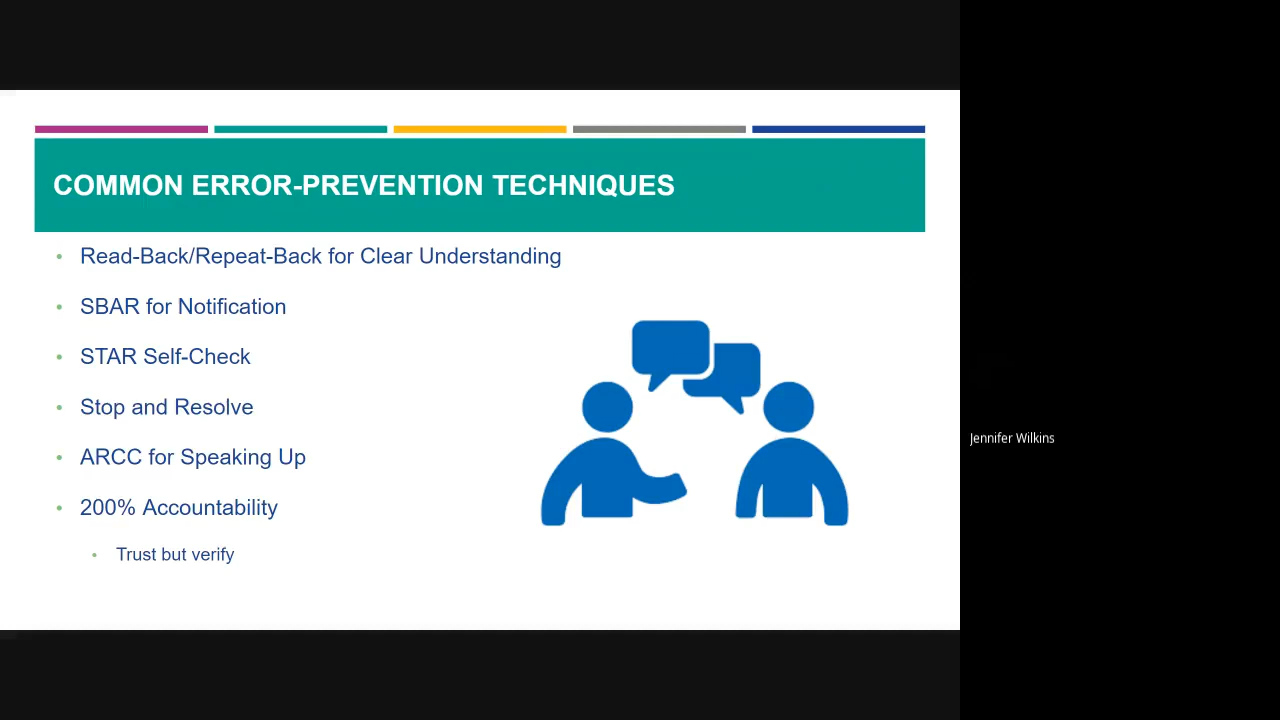 COMMON ERROR-PREVENTION TECHNIQUES
• Read-Back/Repeat-Back for Clear Understanding
• SBAR for Notification
• STAR Self-Check
• Stop and Resolve
• ARCC for Speaking Up
• 200% Accountability
• Trust but verify
Jennifer Wilkins